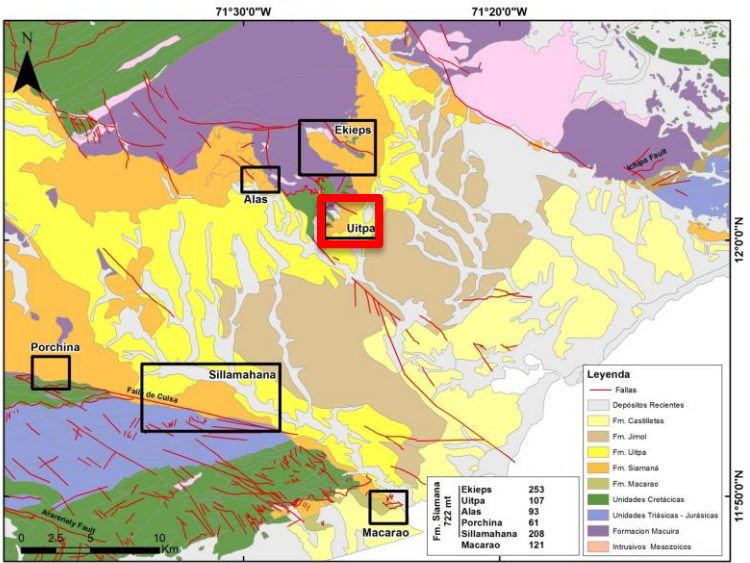 71°30'0"W
71°20'0"W
N
Ekieps
Ichipa Fault
Alas
Uitpa
12°0'0"N
Porchina
Sillamahana
Falla de Cuisa
Leyenda
Fallas
Depósitos Recientes
Fm. Castilletes
Fm. Jimol
Fm. Uitpa
Fm. Siamaná
Fm. Macarao
Unidades Cretácicas
Unidades Triásicas - Jurásicas
Formacion Macuira
Intrusivos Mesozoicos
Fm. Siamana
722 mt
Ekieps 253
Uitpa 107
Alas 93
Porchina 61
Sillamahana 208
Macarao 121
11°50'0"N
Macarao
0 2.5 5 10
Km